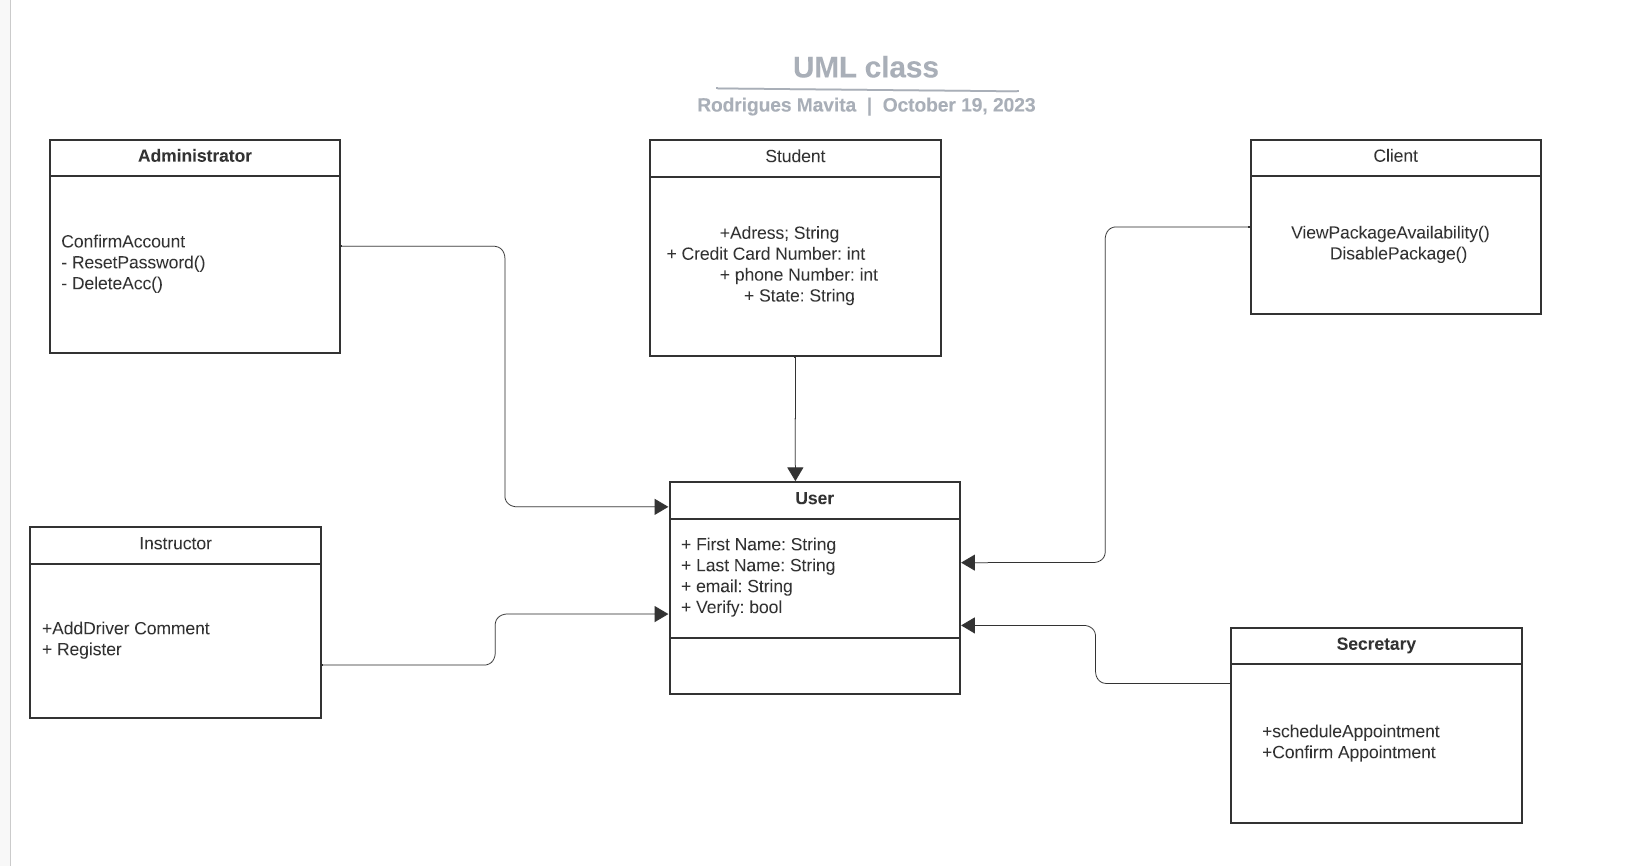 UML class
Rodrigues Mavita | October 19, 2023
Administrator
ConfirmAccount
- ResetPassword()
- DeleteAcc()
Student
+Adress; String
+ Credit Card Number: int
+ phone Number: int
+ State: String
Client
ViewPackageAvailability()
DisablePackage()
User
+ First Name: String
+ Last Name: String
+ email: String
+ Verify: bool
Instructor
+AddDriver Comment
+ Register
Secretary
+scheduleAppointment
+Confirm Appointment